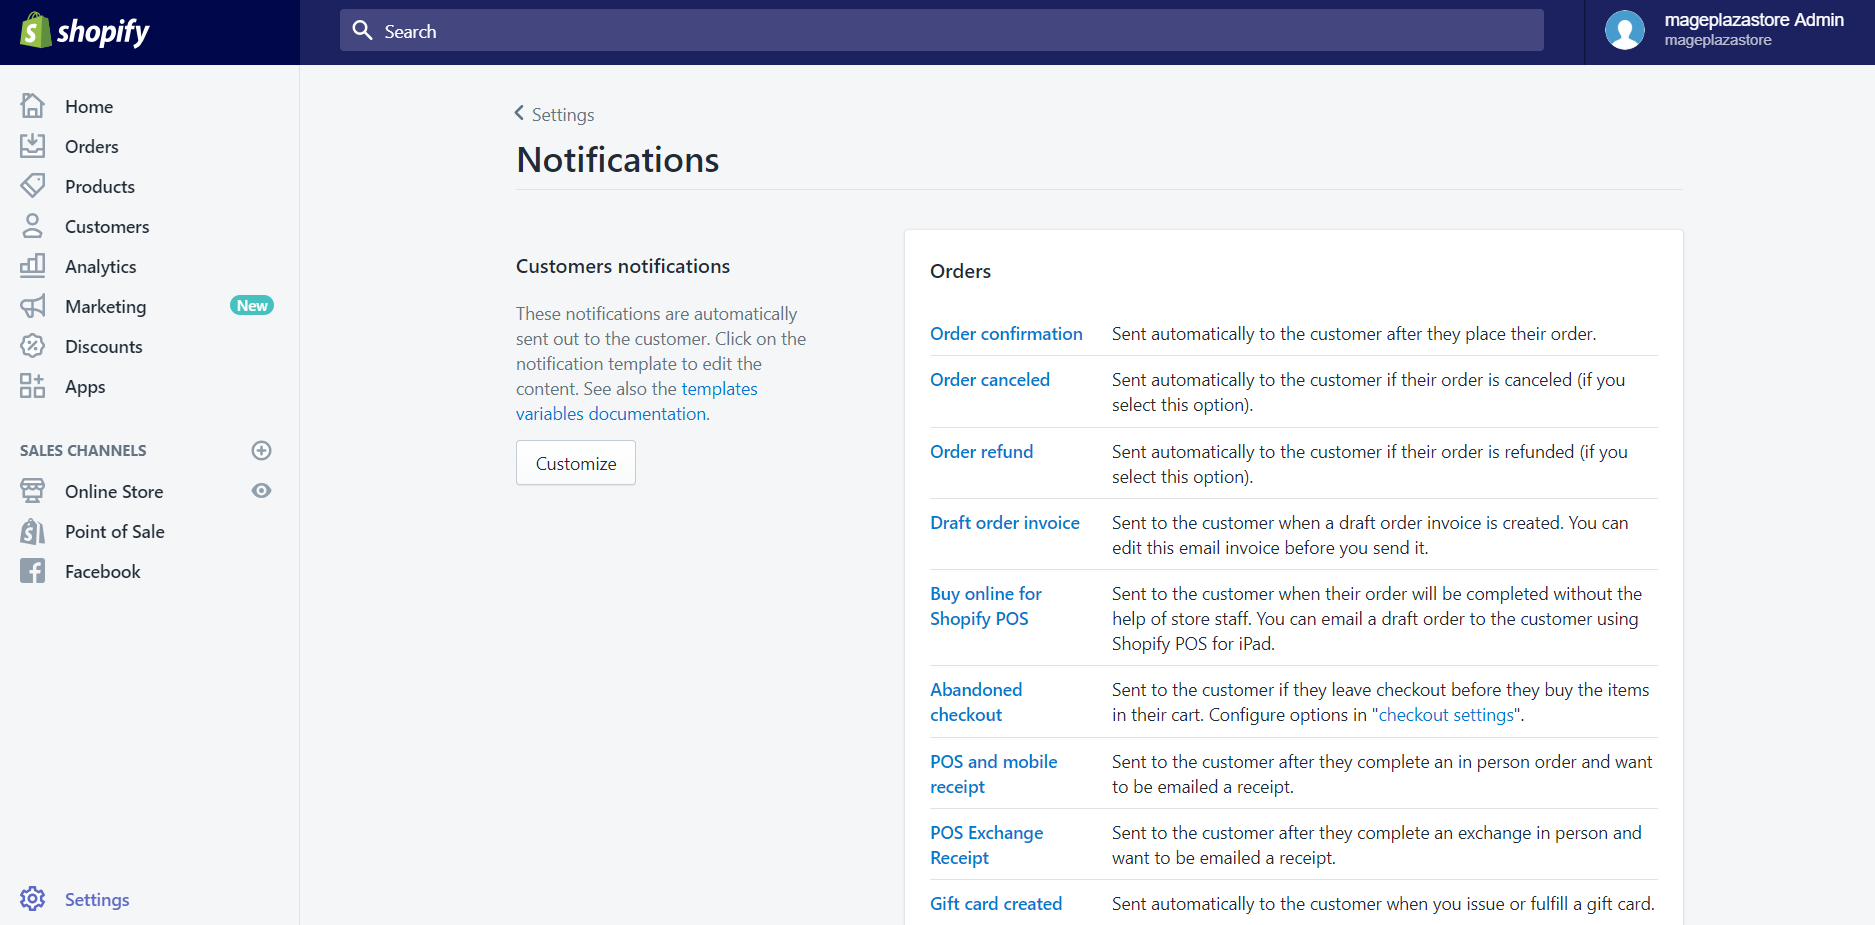 shopify
Search
mageplazastore Admin
mageplazastore
Home
Orders
Products
Customers
Analytics
Marketing
New
Discounts
Apps
SALES CHANNELS
Online Store
Point of Sale
Facebook
Settings
Settings
Notifications
Customers notifications
These notifications are automatically
sent out to the customer. Click on the
notification template to edit the
content. See also the templates
variables documentation.
Customize
Orders
Order confirmation
Sent automatically to the customer after they place their order.
Order canceled
Sent automatically to the customer if their order is canceled (if you
select this option).
Order refund
Sent automatically to the customer if their order is refunded (if you
select this option).
Draft order invoice
Sent to the customer when a draft order invoice is created. You can
edit this email invoice before you send it.
Buy online for
Shopify POS
Sent to the customer when their order will be completed without the
help of store staff. You can email a draft order to the customer using
Shopify POS for iPad.
Abandoned
checkout
Sent to the customer if they leave checkout before they buy the items
in their cart. Configure options in "checkout settings".
POS and mobile
receipt
Sent to the customer after they complete an in person order and want
to be emailed a receipt.
POS Exchange
Receipt
Sent to the customer after they complete an exchange in person and
want to be emailed a receipt.
Gift card created
Sent automatically to the customer when you issue or fulfill a gift card.